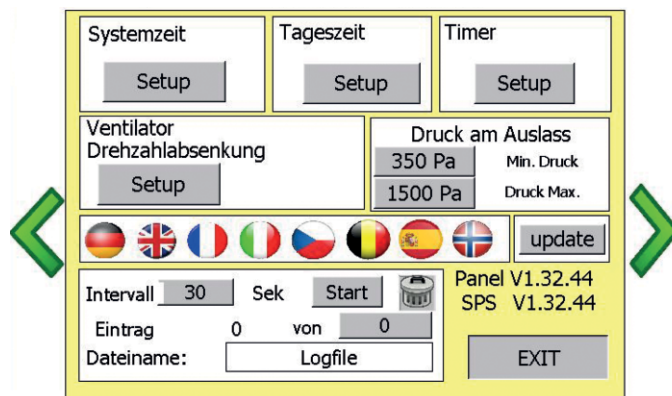 Systemzeit
Setup
Tageszeit
Setup
Timer
Setup
Ventilator
Drehzahlabsenkung
Setup
Druck am Auslass
350 Pa Min. Druck
1500 Pa Druck Max.
update
Intervall 30 Sek Start
Eintrag 0 von 0
Dateiname: Logfile
Panel V1.32.44
SPS V1.32.44
EXIT